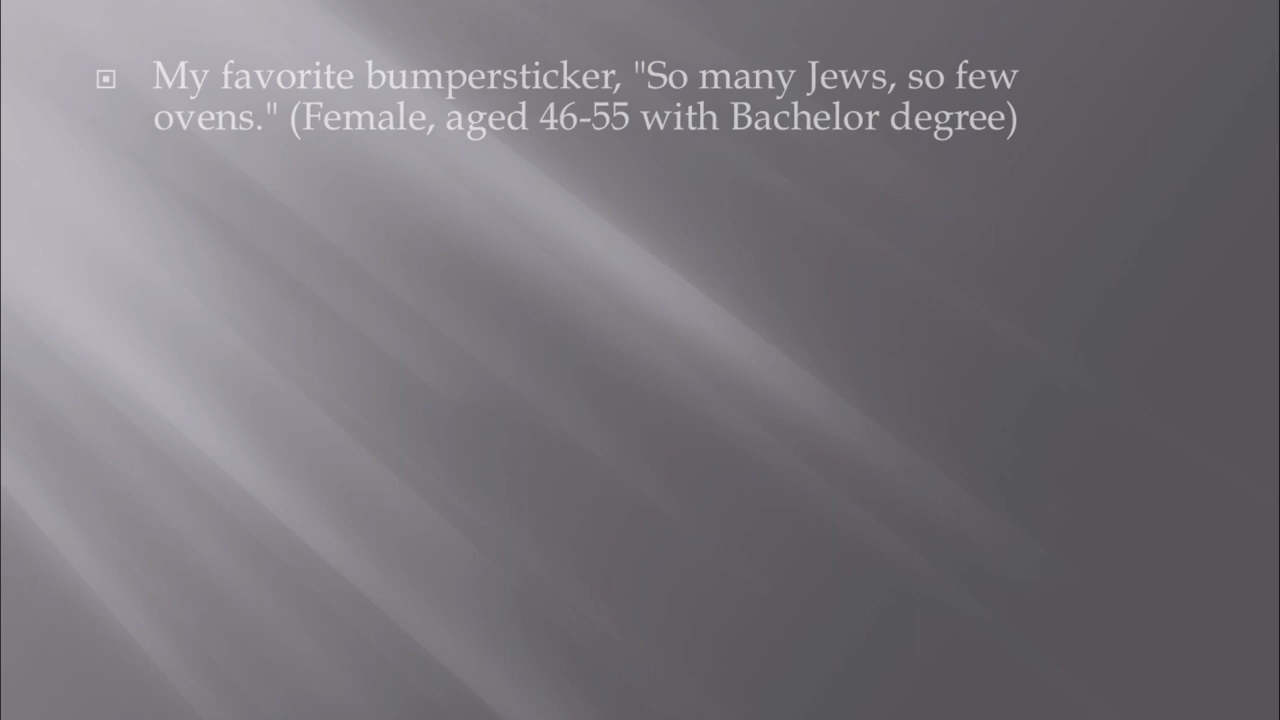 My favorite bumpersticker, "So many Jews, so few
ovens." (Female, aged 46-55 with Bachelor degree)